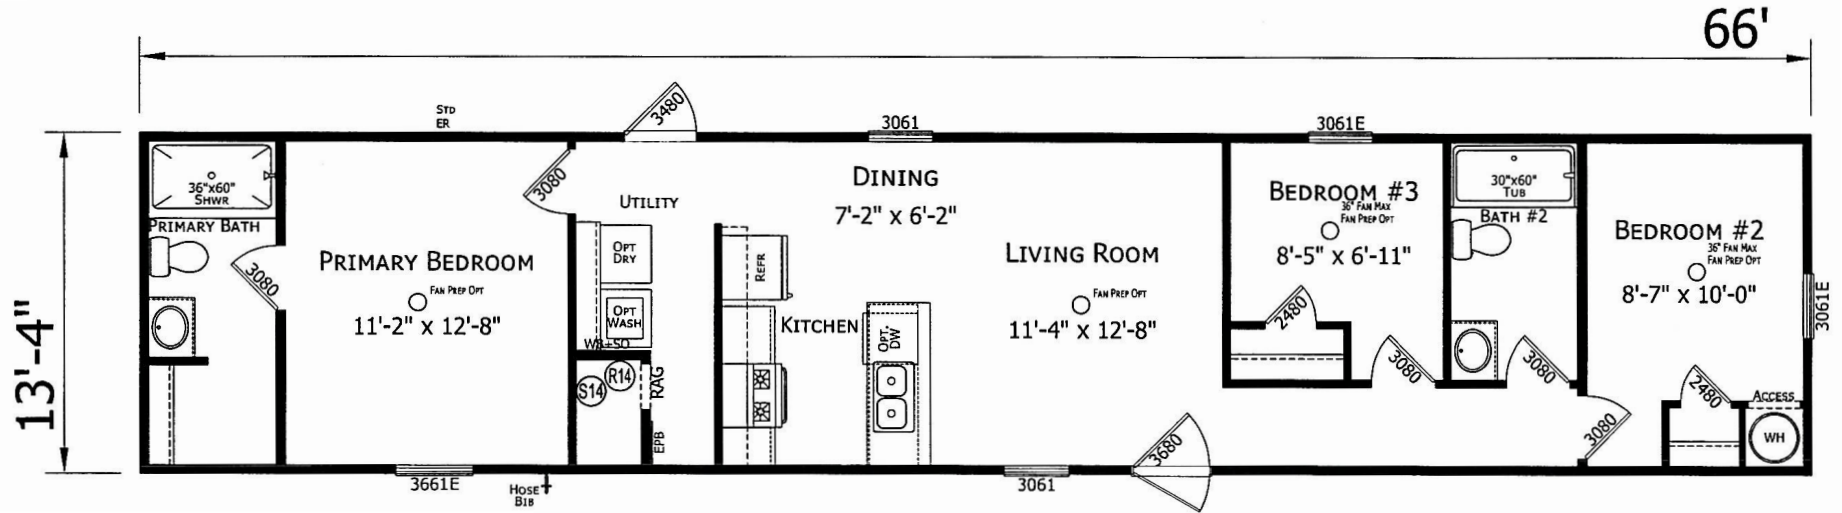 66'
13'-4"
STD
ER
3480
3061
3061E
36"x60"
SHWR
PRIMARY BATH
3080
PRIMARY BEDROOM
FAN PREP OPT
11'-2" x 12'-8"
3080
UTILITY
OPT
DRY
OPT
WASH
WB+SO
R14
S14
RAG
EPB
REFR
KITCHEN
OPT.
DW
DINING
7'-2" x 6'-2"
LIVING ROOM
FAN PREP OPT
11'-4" x 12'-8"
BEDROOM #3
36" FAN MAX
FAN PREP OPT
8'-5" x 6'-11"
2480
3080
30"x60"
TUB
BATH #2
3080
BEDROOM #2
36" FAN MAX
FAN PREP OPT
8'-7" x 10'-0"
3061E
2480
ACCESS
WH
3080
3661E
HOSE
BIB
3061
3680